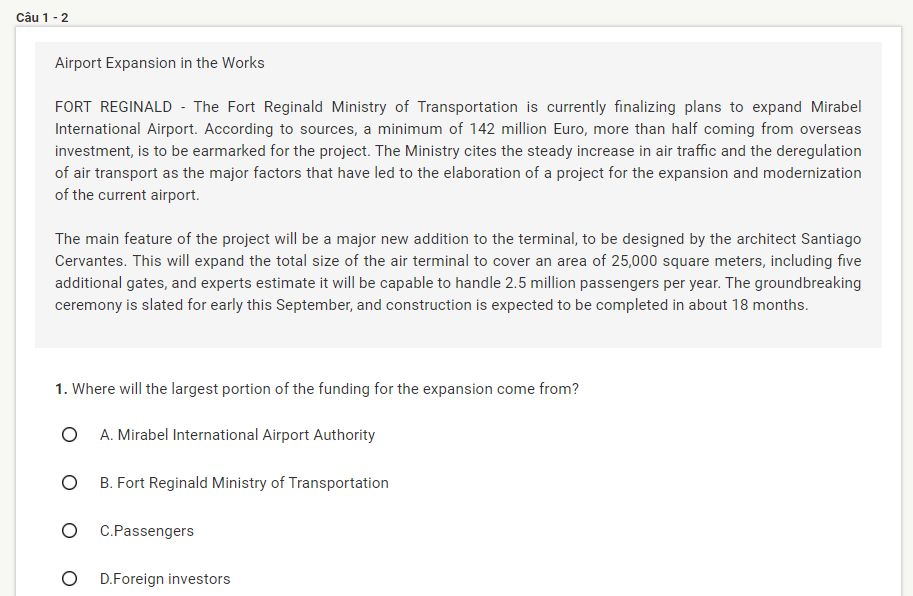 Câu 1 - 2
Airport Expansion in the Works
FORT REGINALD - The Fort Reginald Ministry of Transportation is currently finalizing plans to expand Mirabel
International Airport. According to sources, a minimum of 142 million Euro, more than half coming from overseas
investment, is to be earmarked for the project. The Ministry cites the steady increase in air traffic and the deregulation
of air transport as the major factors that have led to the elaboration of a project for the expansion and modernization
of the current airport.
The main feature of the project will be a major new addition to the terminal, to be designed by the architect Santiago
Cervantes. This will expand the total size of the air terminal to cover an area of 25,000 square meters, including five
additional gates, and experts estimate it will be capable to handle 2.5 million passengers per year. The groundbreaking
ceremony is slated for early this September, and construction is expected to be completed in about 18 months.
1. Where will the largest portion of the funding for the expansion come from?
A. Mirabel International Airport Authority
B. Fort Reginald Ministry of Transportation
C.Passengers
D.Foreign investors